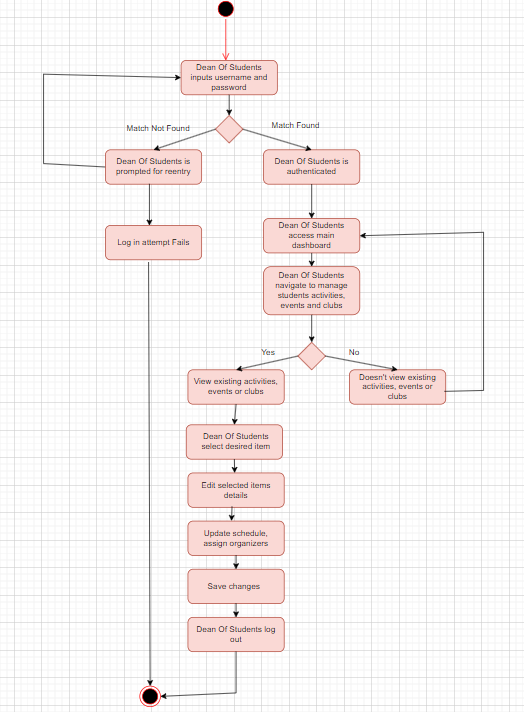 Dean Of Students
inputs username and
password
Match Not Found
Match Found
Dean Of Students is
prompted for reentry
Dean Of Students is
authenticated
Log in attempt Fails
Dean Of Students
access main
dashboard
Dean Of Students
navigate to manage
students activities,
events and clubs
Yes
No
View existing activities,
events or clubs
Doesn't view existing
activities, events or
clubs
Dean Of Students
select desired item
Edit selected items
details
Update schedule,
assign organizers
Save changes
Dean Of Students log
out